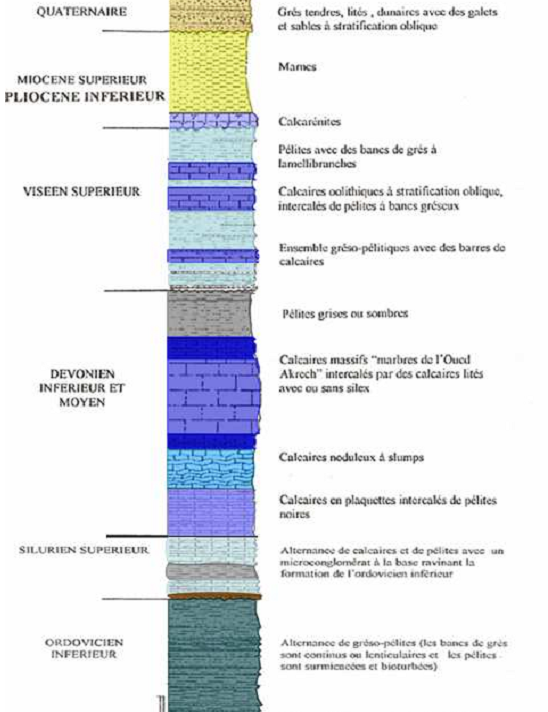 QUATERNAIRE
Grés tendres, lités , dunaires avec des galets
et sables à stratification oblique
MIOCENE SUPERIEUR
PLIOCENE INFERIEUR
Marnes
Calcarénites
Pélites avec des bancs de grés à
lamellibranches
VISEEN SUPERIEUR
Calcaires oolithiques à stratification oblique,
intercalés de pélites à bancs gréseux
Ensemble gréso-pélitiques avec des barres de
calcaires
Pélites grises ou sombres
DEVONIEN
INFERIEUR ET
MOYEN
Calcaires massifs “marbres de l’Oued
Akrech” intercalés par des calcaires lités
avec ou sans silex
Calcaires noduleux à slumps
Calcaires en plaquettes intercalés de pélites
noires
SILURIEN SUPERIEUR
Alternance de calcaires et de pélites avec un
microconglomérat à la base ravinant la
formation de l’ordovicien inférieur
ORDOVICIEN
INFERIEUR
Alternance de gréso-pélites (les bancs de grés
sont continus ou lenticulaires et les pélites
sont surmicacées et bioturbées)